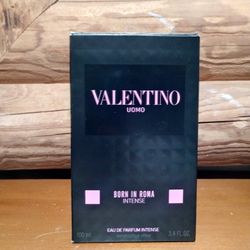 VALENTINO
UOMO
BORN IN ROMA
INTENSE
EAU DE PARFUM INTENSE
100 ml
3.4 FL. OZ.